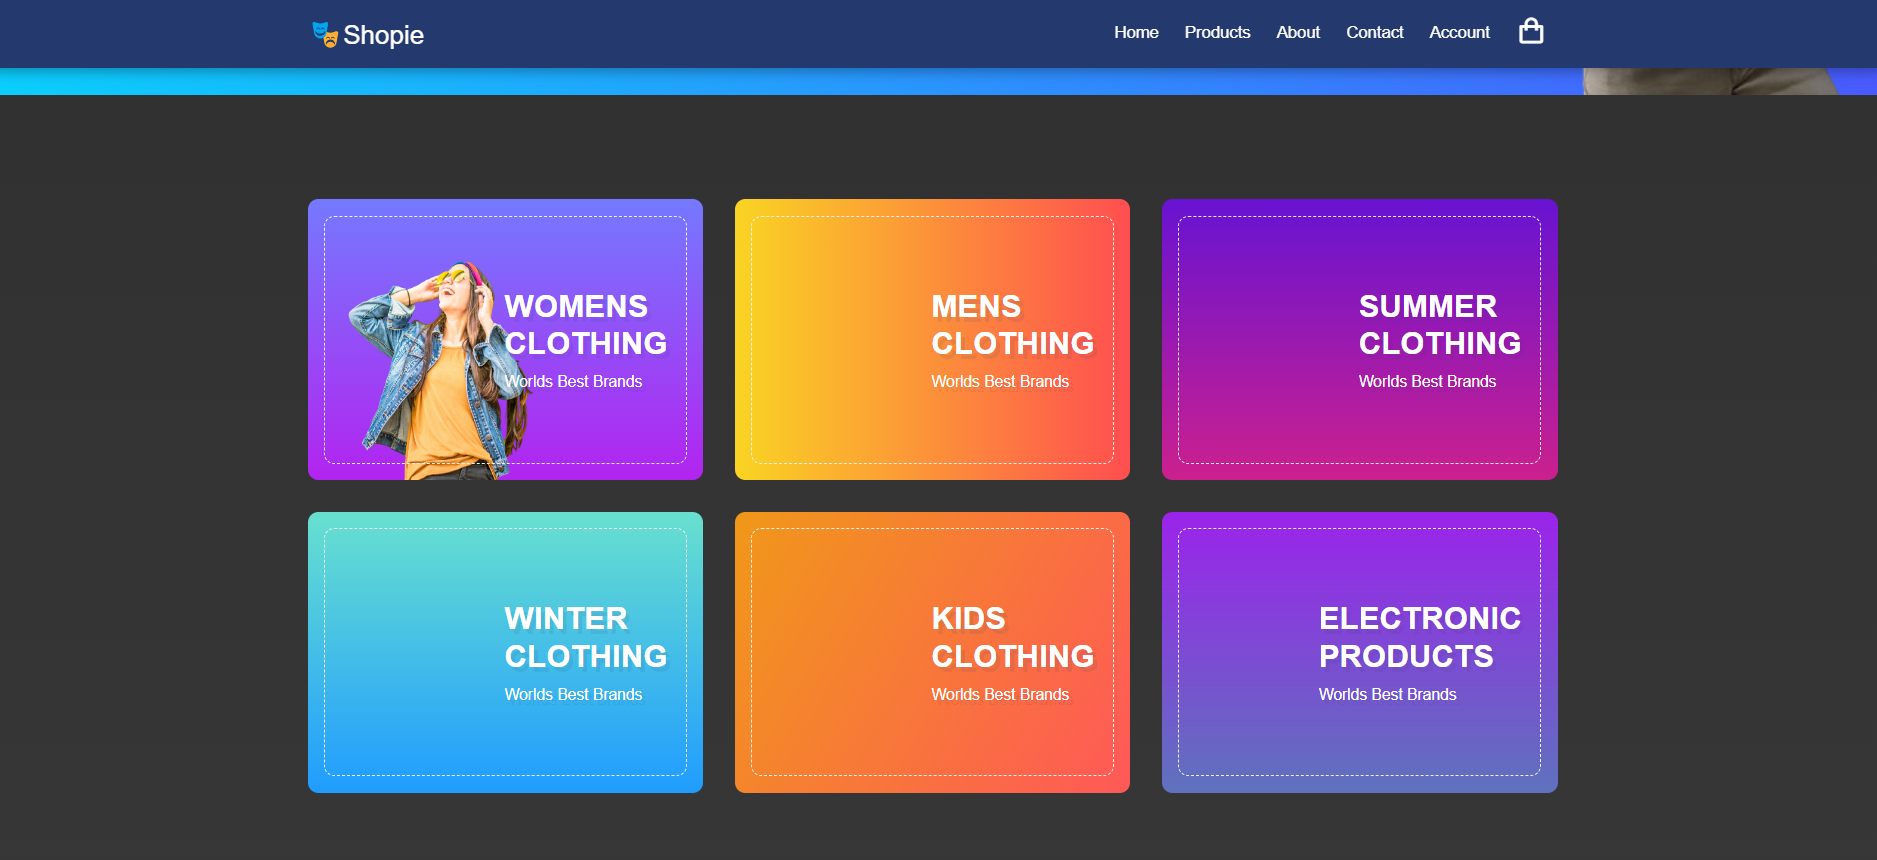 Shopie
Home Products About Contact Account
WOMENS
CLOTHING
Worlds Best Brands
MENS
CLOTHING
Worlds Best Brands
SUMMER
CLOTHING
Worlds Best Brands
WINTER
CLOTHING
Worlds Best Brands
KIDS
CLOTHING
Worlds Best Brands
ELECTRONIC
PRODUCTS
Worlds Best Brands